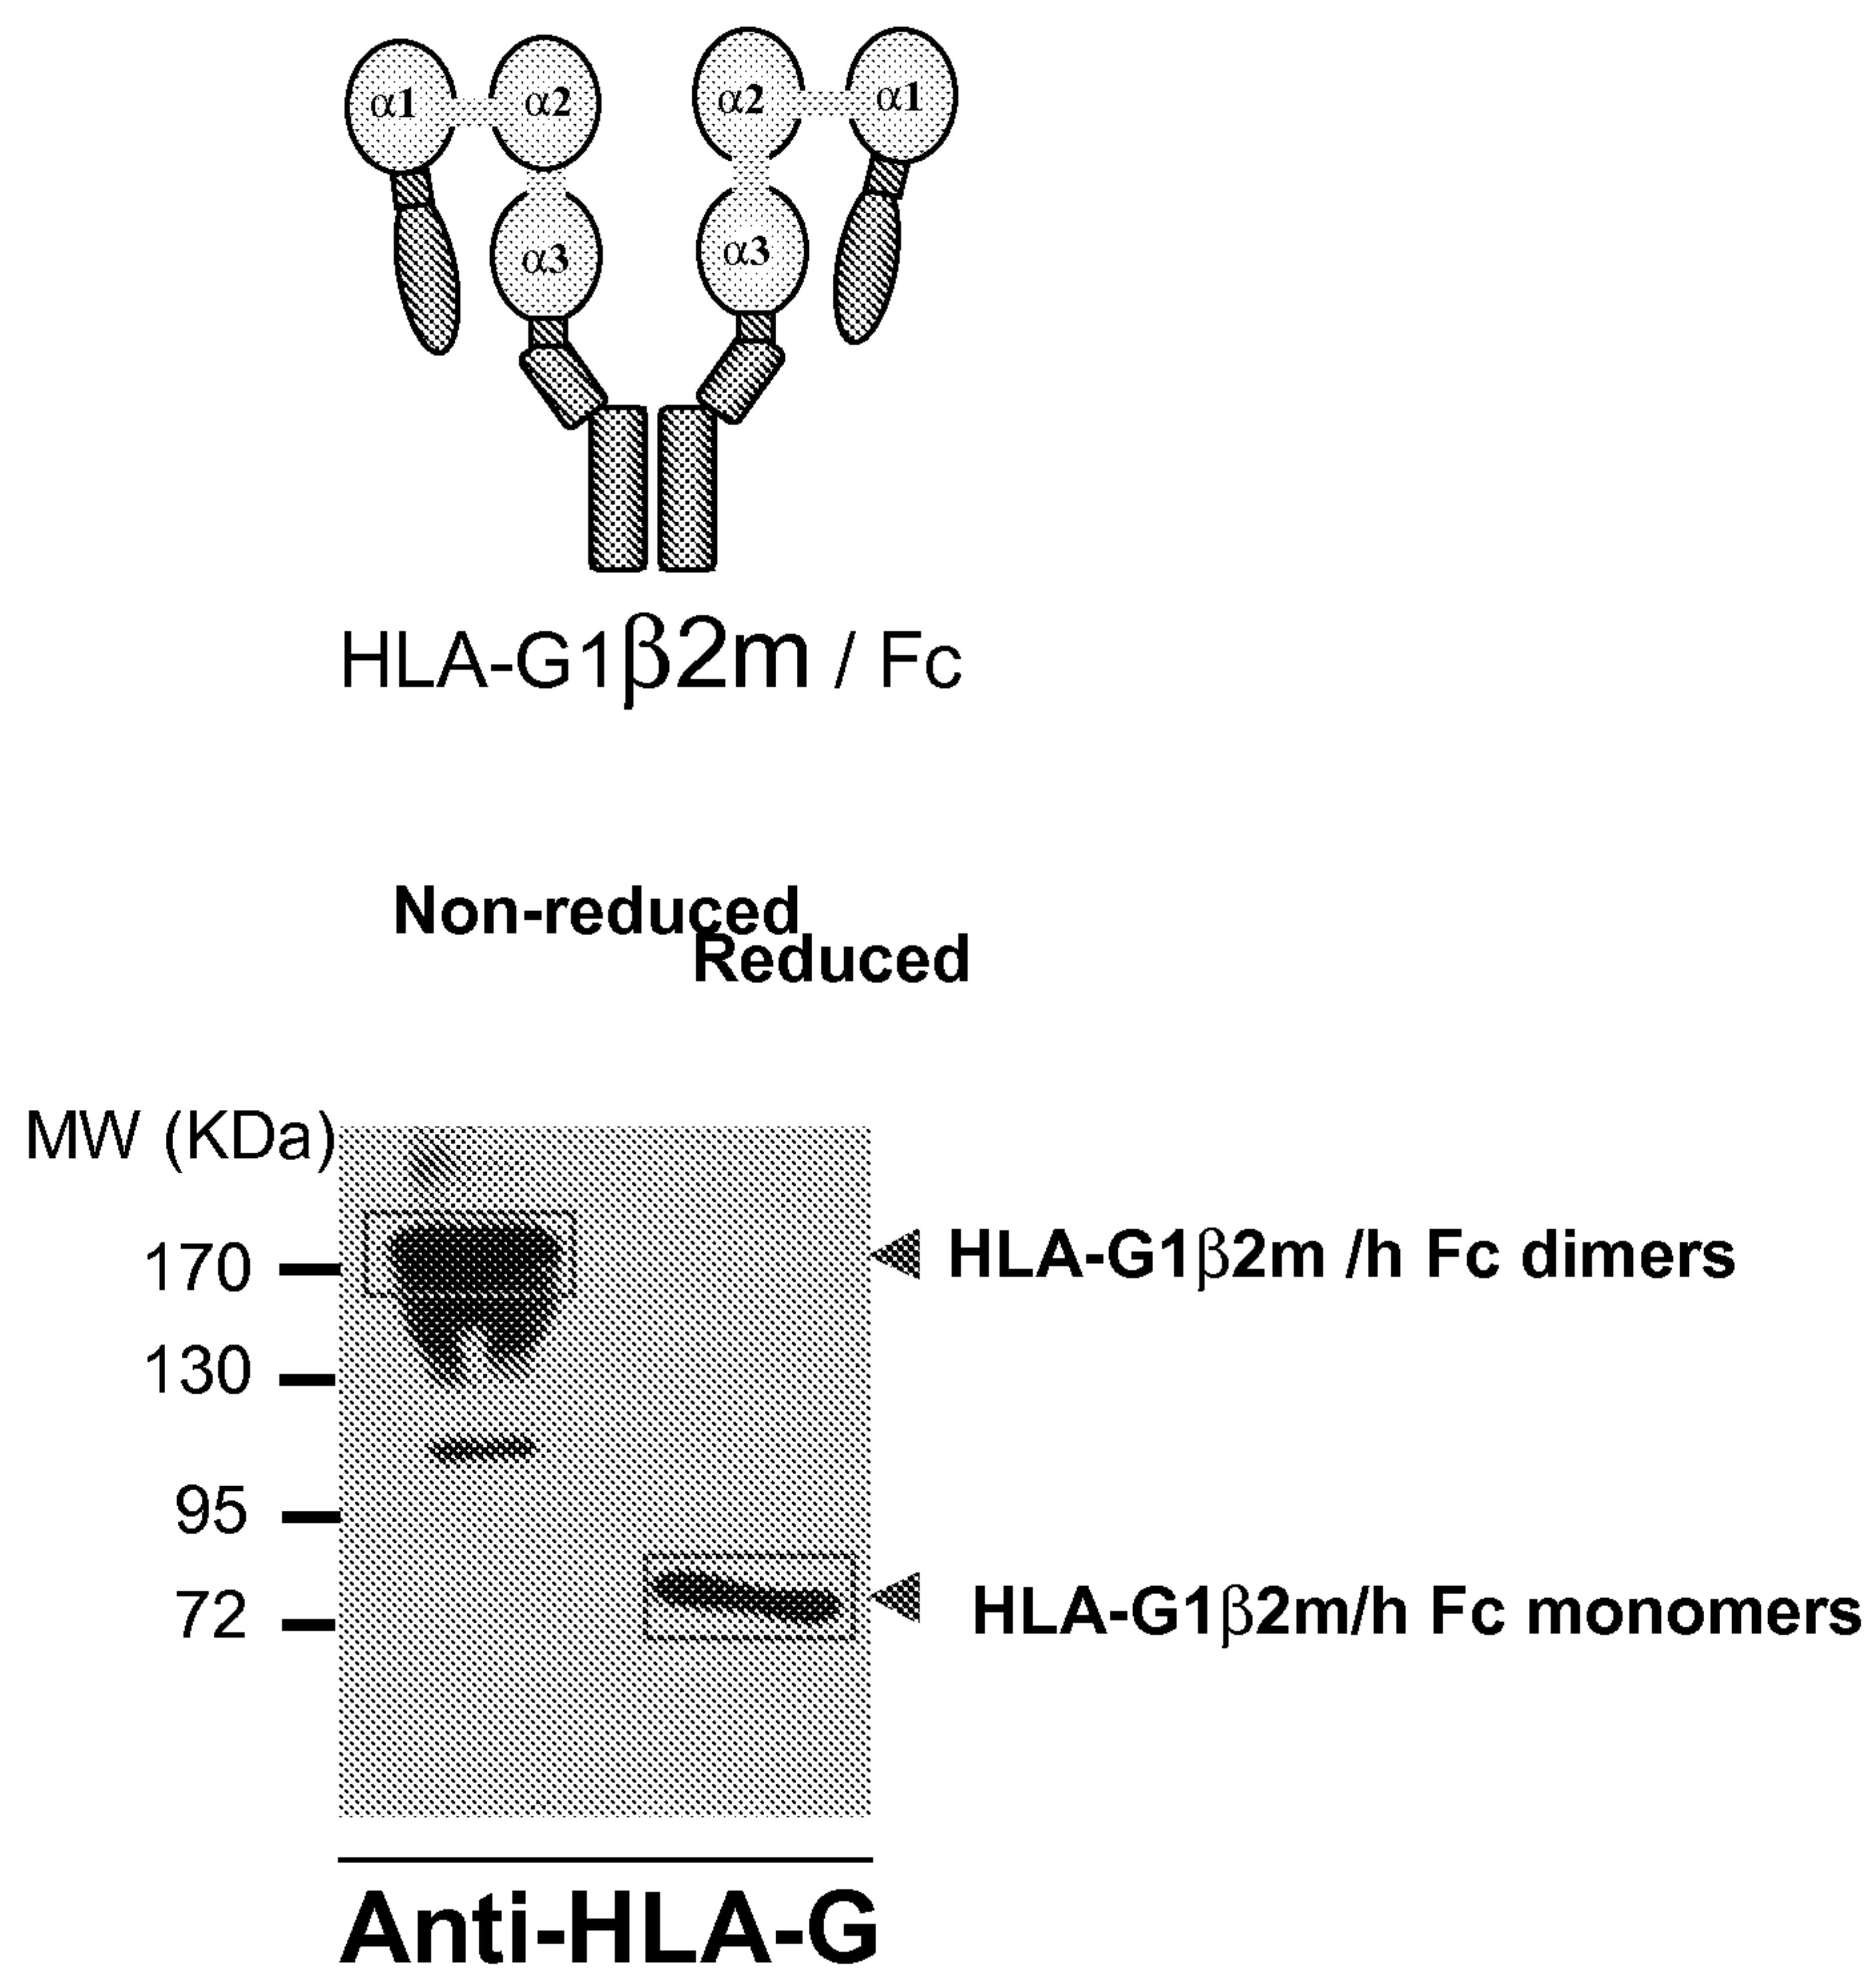 α1 α2 α2 α1
α3 α3
HLA-G1β2m / Fc
Non-reduced
Reduced
MW (KDa)
170
HLA-G1β2m /h Fc dimers
130
95
72
HLA-G1β2m/h Fc monomers
Anti-HLA-G